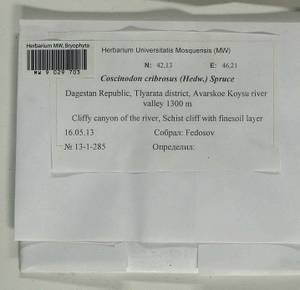 Herbarium MW, Bryophyta
MW 9 029 703
Herbarium Universitatis Mosquensis (MW)
N: 42,13 E: 46,21
Coscinodon cribrosus (Hedw.) Spruce
Dagestan Republic, Tlyarata district, Avarskoe Koysu river
valley 1300 m
Cliffy canyon of the river, Schist cliff with finesoil layer
16.05.13 Собрал: Fedosov
№ 13-1-285 Определил: